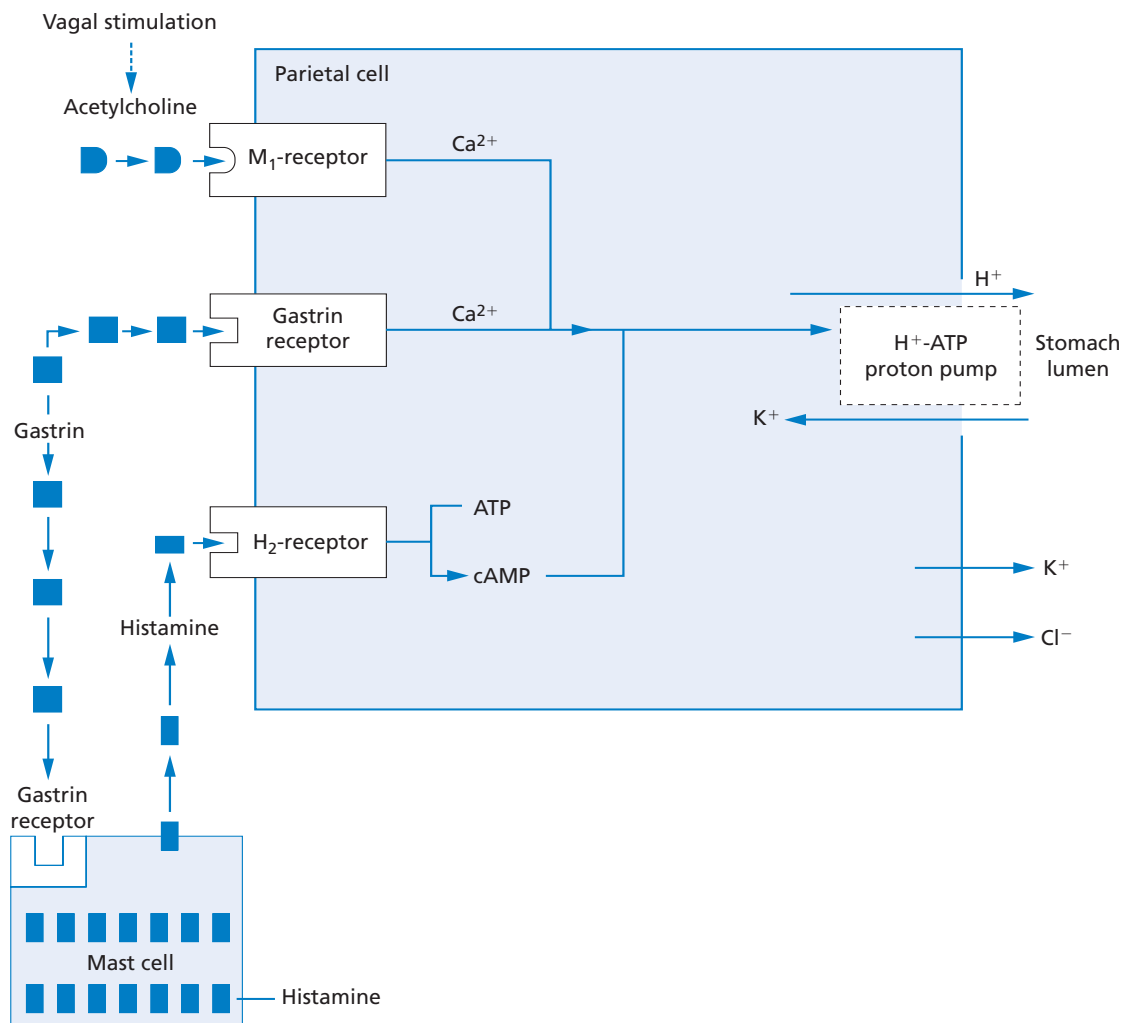 Vagal stimulation
Acetylcholine
Parietal cell
M₁-receptor
Ca²⁺
Gastrin
receptor
Ca²⁺
H⁺
H⁺-ATP
proton pump
Stomach
lumen
K⁺
Gastrin
H₂-receptor
ATP
cAMP
K⁺
Cl⁻
Histamine
Gastrin
receptor
Mast cell
Histamine